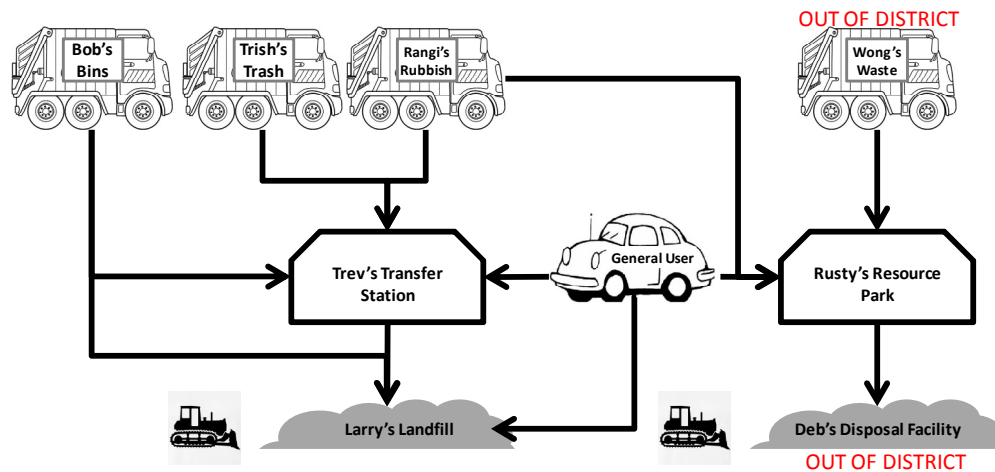 OUT OF DISTRICT
Bob's
Bins
Trish's
Trash
Rangi's
Rubbish
Wong's
Waste
General User
Trev's Transfer
Station
Rusty's Resource
Park
Larry's Landfill
Deb's Disposal Facility
OUT OF DISTRICT